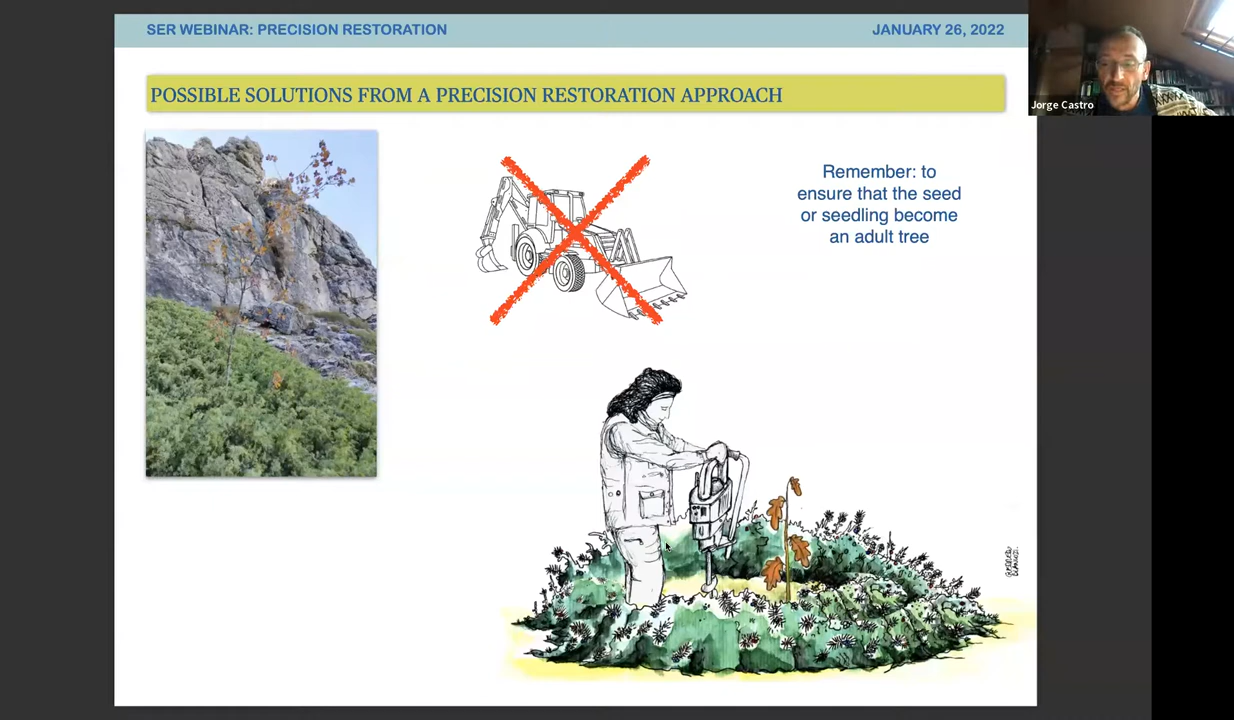 SER WEBINAR: PRECISION RESTORATION
JANUARY 26, 2022
POSSIBLE SOLUTIONS FROM A PRECISION RESTORATION APPROACH
Jorge Castro
Remember: to
ensure that the seed
or seedling become
an adult tree